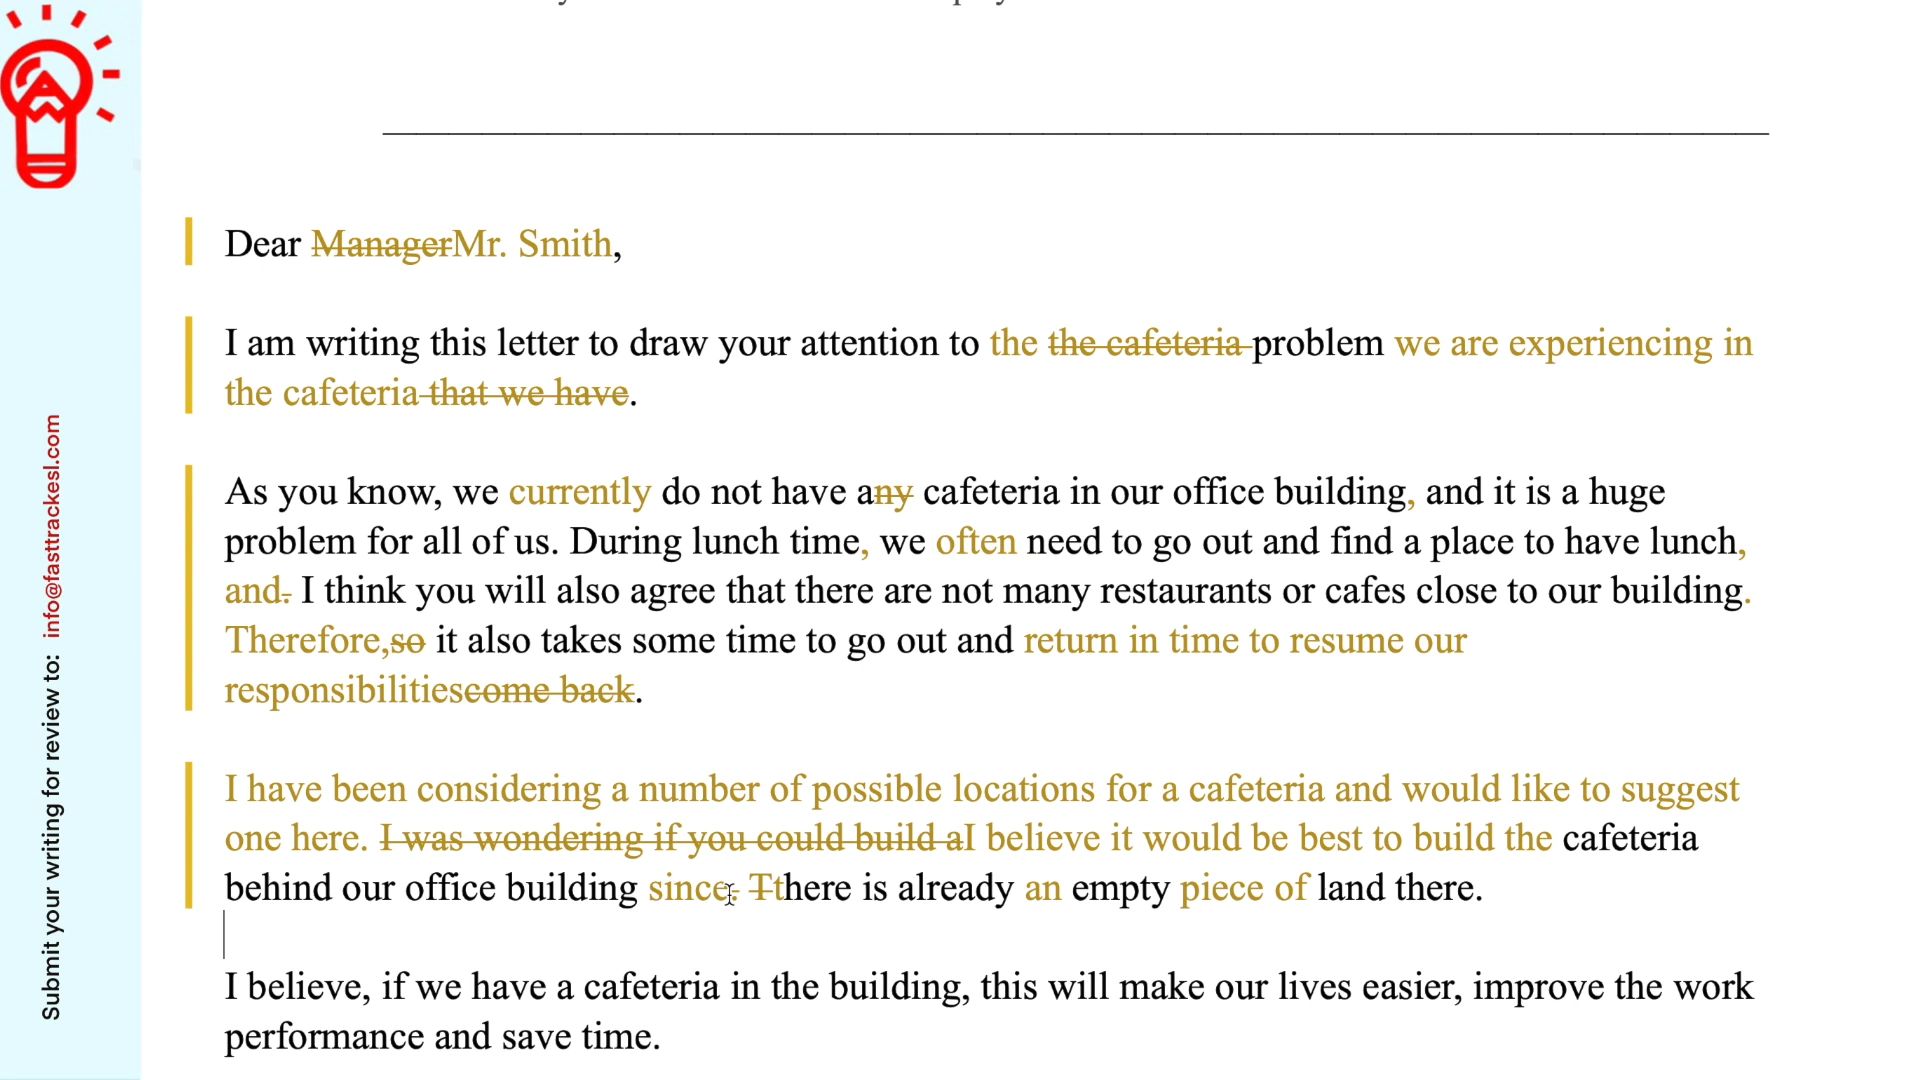 Dear ManagerMr. Smith,
I am writing this letter to draw your attention to the the cafeteria problem we are experiencing in
the cafeteria that we have.
As you know, we currently do not have any cafeteria in our office building, and it is a huge
problem for all of us. During lunch time, we often need to go out and find a place to have lunch,
and. I think you will also agree that there are not many restaurants or cafes close to our building.
Therefore,so it also takes some time to go out and return in time to resume our
responsibilitiescome back.
I have been considering a number of possible locations for a cafeteria and would like to suggest
one here. I was wondering if you could build aI believe it would be best to build the cafeteria
behind our office building since. Tthere is already an empty piece of land there.
I believe, if we have a cafeteria in the building, this will make our lives easier, improve the work
performance and save time.
Submit your writing for review to: info@fasttrackesl.com